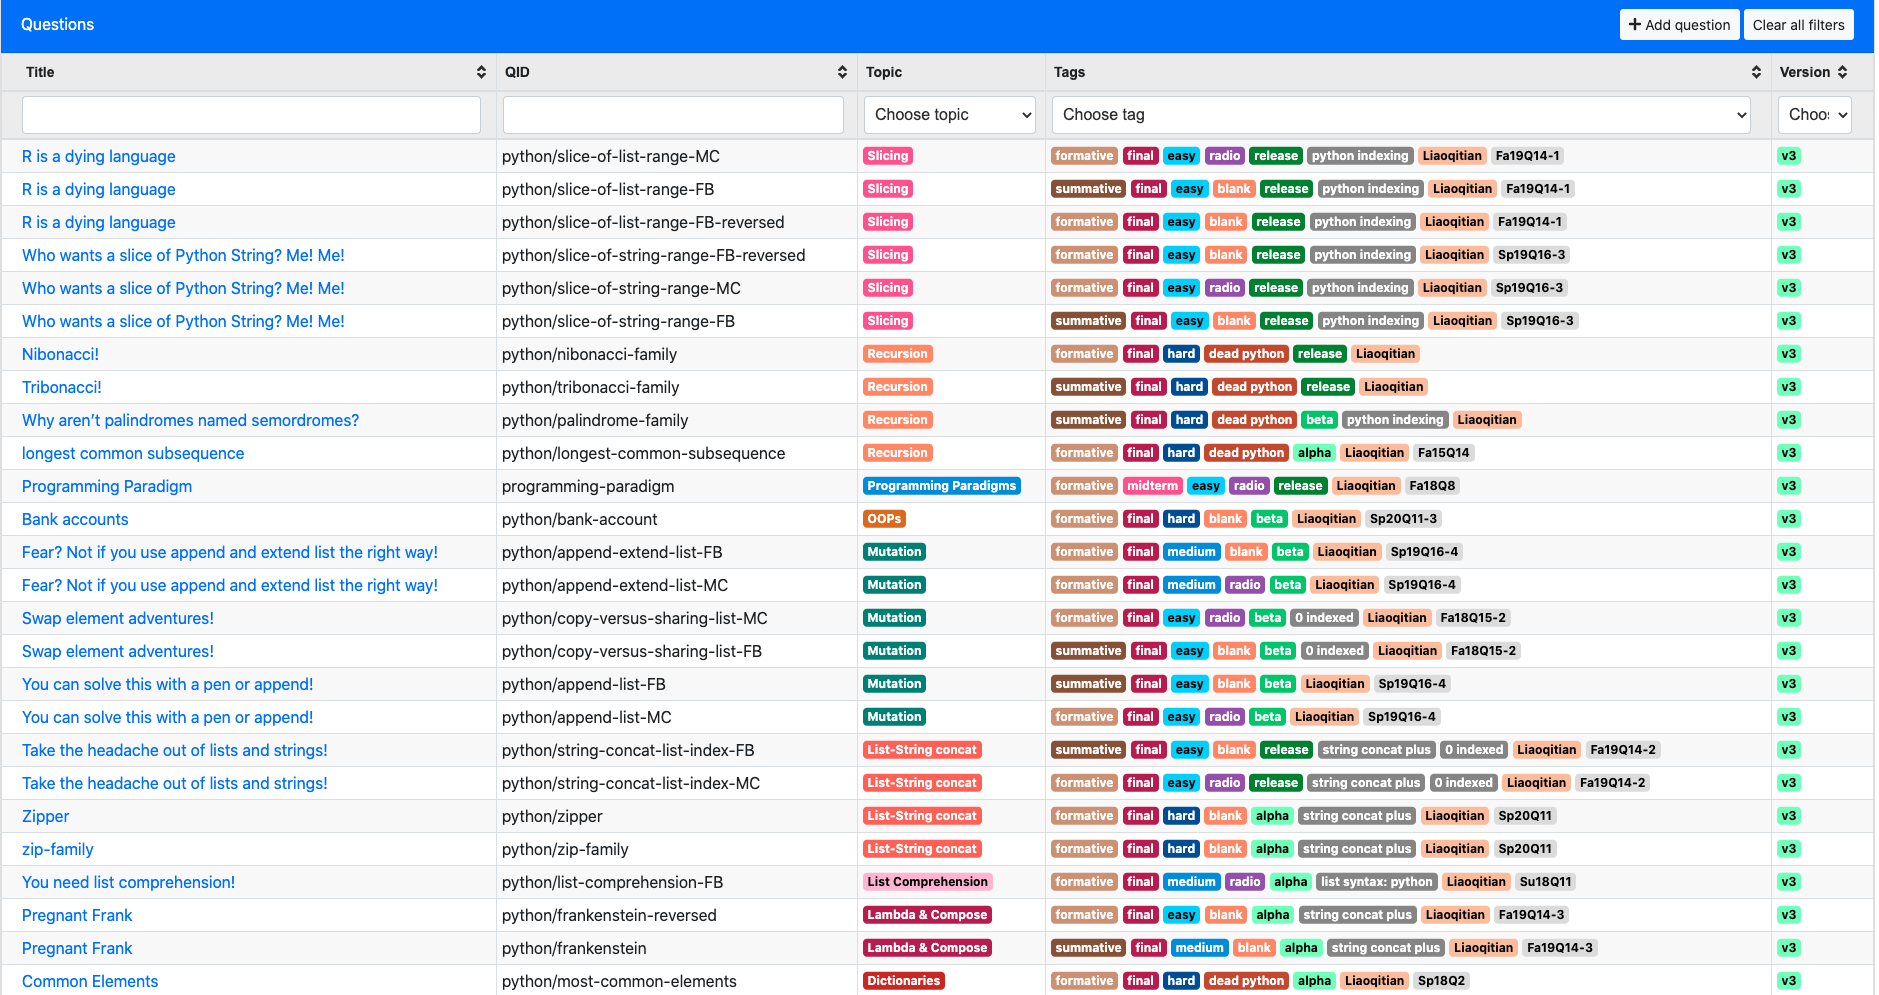 Questions
Add question
Clear all filters
Title QID Topic Tags Version
Choose topic Choose tag Choo
R is a dying language python/slice-of-list-range-MC Slicing formative final easy radio release python indexing Liaoqitian Fa19Q14-1 v3
R is a dying language python/slice-of-list-range-FB Slicing summative final easy blank release python indexing Liaoqitian Fa19Q14-1 v3
R is a dying language python/slice-of-list-range-FB-reversed Slicing formative final easy blank release python indexing Liaoqitian Fa19Q14-1 v3
Who wants a slice of Python String? Me! Me! python/slice-of-string-range-FB-reversed Slicing formative final easy blank release python indexing Liaoqitian Sp19Q16-3 v3
Who wants a slice of Python String? Me! Me! python/slice-of-string-range-MC Slicing formative final easy radio release python indexing Liaoqitian Sp19Q16-3 v3
Who wants a slice of Python String? Me! Me! python/slice-of-string-range-FB Slicing summative final easy blank release python indexing Liaoqitian Sp19Q16-3 v3
Nibonacci! python/nibonacci-family Recursion formative final hard dead python release Liaoqitian v3
Tribonacci! python/tribonacci-family Recursion summative final hard dead python release Liaoqitian v3
Why aren’t palindromes named semordromes? python/palindrome-family Recursion summative final hard dead python beta python indexing Liaoqitian v3
longest common subsequence python/longest-common-subsequence Recursion formative final hard dead python alpha Liaoqitian Fa15Q14 v3
Programming Paradigm programming-paradigm Programming Paradigms formative midterm easy radio release Liaoqitian Fa18Q8 v3
Bank accounts python/bank-account OOPs formative final hard blank beta Liaoqitian Sp20Q11-3 v3
Fear? Not if you use append and extend list the right way! python/append-extend-list-FB Mutation formative final medium blank beta Liaoqitian Sp19Q16-4 v3
Fear? Not if you use append and extend list the right way! python/append-extend-list-MC Mutation formative final medium radio beta Liaoqitian Sp19Q16-4 v3
Swap element adventures! python/copy-versus-sharing-list-MC Mutation formative final easy radio beta 0 indexed Liaoqitian Fa18Q15-2 v3
Swap element adventures! python/copy-versus-sharing-list-FB Mutation summative final easy blank beta 0 indexed Liaoqitian Fa18Q15-2 v3
You can solve this with a pen or append! python/append-list-FB Mutation summative final easy blank beta Liaoqitian Sp19Q16-4 v3
You can solve this with a pen or append! python/append-list-MC Mutation formative final easy radio beta Liaoqitian Sp19Q16-4 v3
Take the headache out of lists and strings! python/string-concat-list-index-FB List-String concat summative final easy blank release string concat plus 0 indexed Liaoqitian Fa19Q14-2 v3
Take the headache out of lists and strings! python/string-concat-list-index-MC List-String concat formative final easy radio release string concat plus 0 indexed Liaoqitian Fa19Q14-2 v3
Zipper python/zipper List-String concat formative final hard blank alpha string concat plus Liaoqitian Sp20Q11 v3
zip-family python/zip-family List-String concat formative final hard blank alpha string concat plus Liaoqitian Sp20Q11 v3
You need list comprehension! python/list-comprehension-FB List Comprehension formative final medium radio alpha list syntax: python Liaoqitian Su18Q11 v3
Pregnant Frank python/frankenstein-reversed Lambda & Compose formative final easy blank alpha string concat plus Liaoqitian Fa19Q14-3 v3
Pregnant Frank python/frankenstein Lambda & Compose summative final medium blank alpha string concat plus Liaoqitian Fa19Q14-3 v3
Common Elements python/most-common-elements Dictionaries formative final hard dead python alpha Liaoqitian Sp18Q2 v3